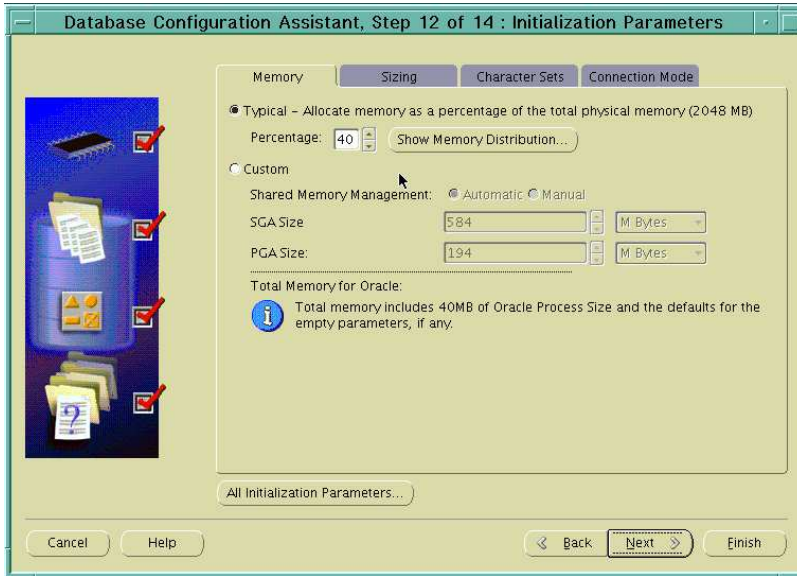 Database Configuration Assistant, Step 12 of 14 : Initialization Parameters
Memory Sizing Character Sets Connection Mode
Typical – Allocate memory as a percentage of the total physical memory (2048 MB)
Percentage: 40 Show Memory Distribution...
Custom
Shared Memory Management: Automatic Manual
SGA Size 584 M Bytes
PGA Size: 194 M Bytes
Total Memory for Oracle:
Total memory includes 40MB of Oracle Process Size and the defaults for the
empty parameters, if any.
?
All Initialization Parameters...
Cancel Help Back Next Finish